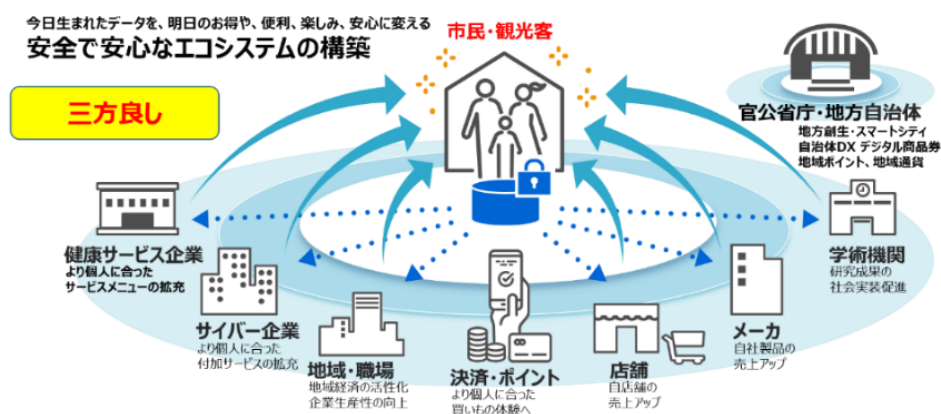 今日生まれたデータを、明日のお得や、便利、楽しみ、安心に変える
安全で安心なエコシステムの構築
三方良し
市民・観光客
官公省庁・地方自治体
地方創生・スマートシティ
自治体DX デジタル商品券
地域ポイント、地域通貨
健康サービス企業
より個人に合った
サービスメニューの拡充
サイバー企業
より個人に合った
付加サービスの拡充
地域・職場
地域経済の活性化
企業生産性の向上
決済・ポイント
より個人に合った
買いもの体験へ
店舗
自店舗の
売上アップ
メーカ
自社製品の
売上アップ
学術機関
研究成果の
社会実装促進